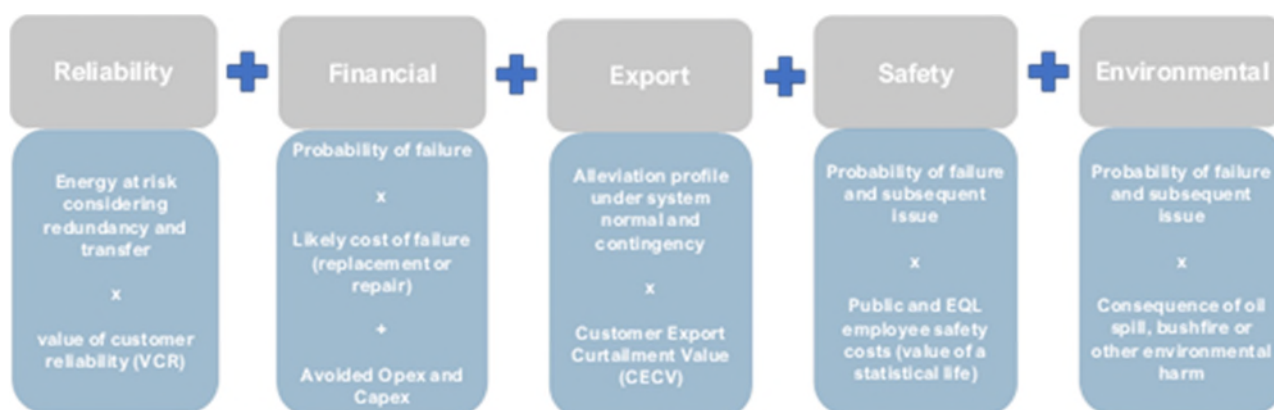 Reliability
Energy at risk
considering
redundancy and
transfer
x
value of customer
reliability (VCR)
Financial
Probability of failure
x
Likely cost of failure
(replacement or
repair)
+
Avoided Opex and
Capex
Export
Alleviation profile
under system
normal and
contingency
x
Customer Export
Curtailment Value
(CECV)
Safety
Probability of failure
and subsequent
issue
x
Public and EQL
employee safety
costs (value of a
statistical life)
Environmental
Probability of failure
and subsequent
issue
x
Consequence of oil
spill, bushfire or
other environmental
harm